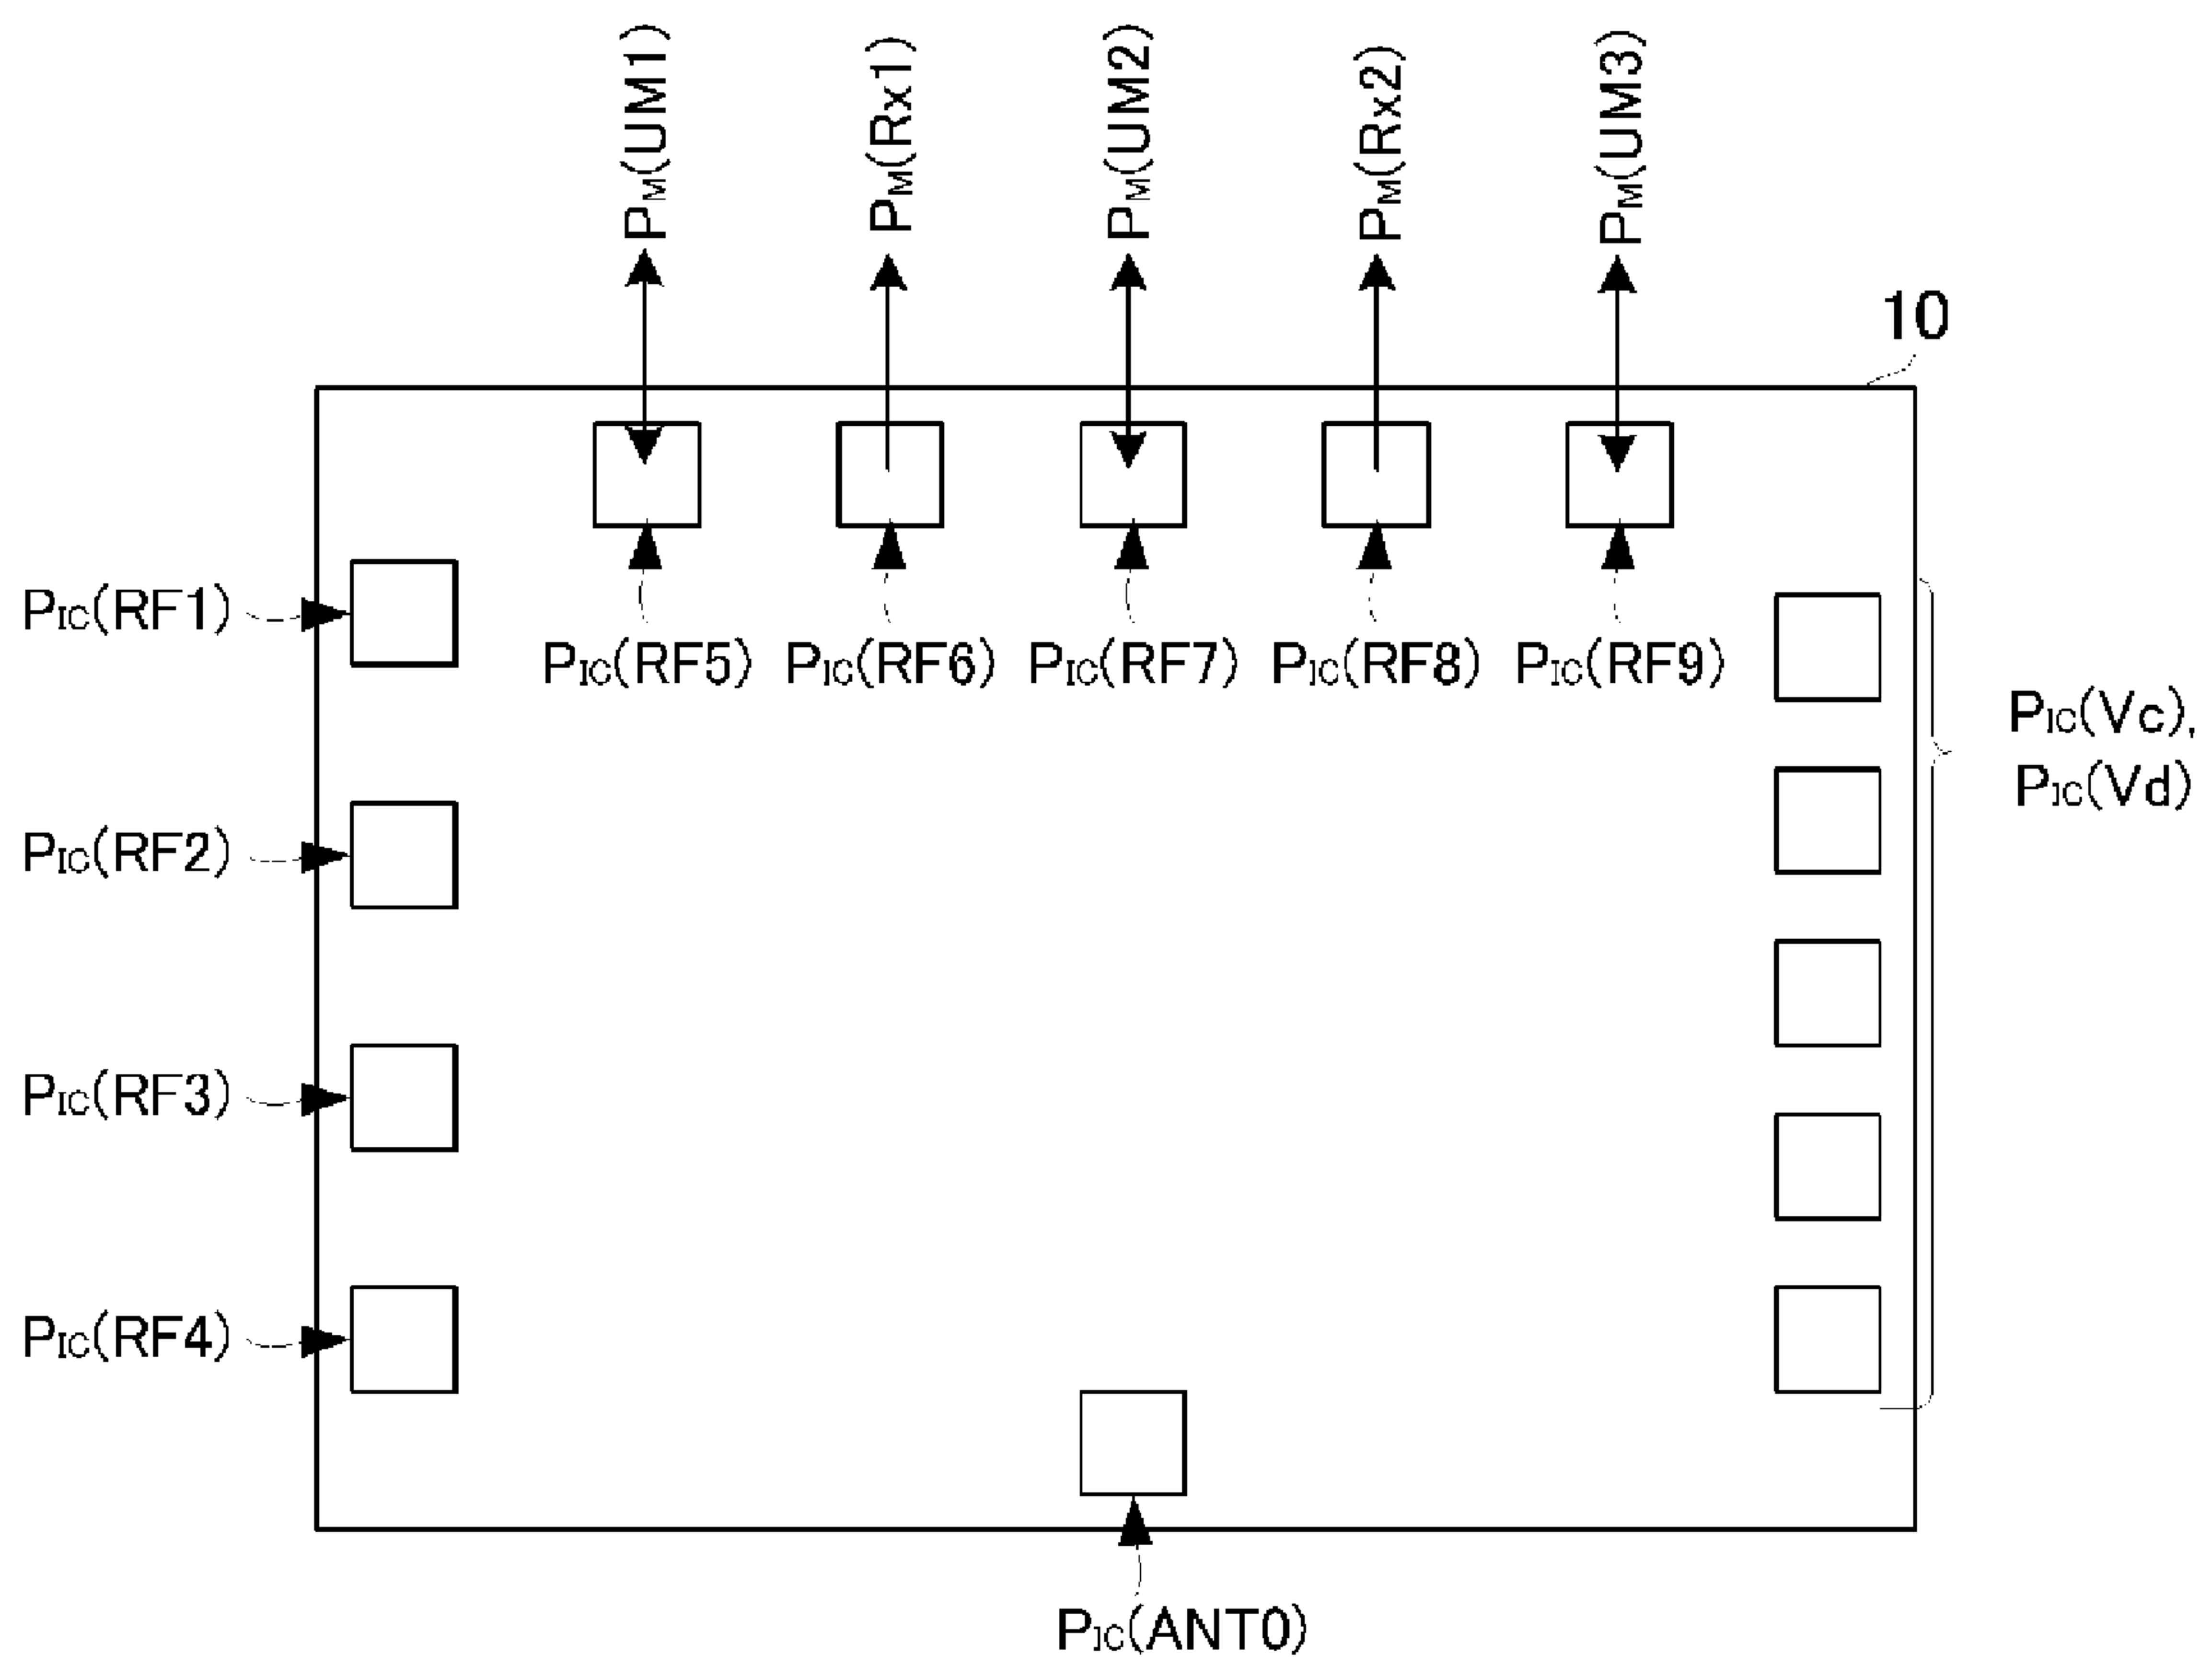 PM(UM1)
PM(Rx1)
PM(UM2)
PM(Rx2)
PM(UM3)
10
PIC(RF1)
PIC(RF5)
PIC(RF6)
PIC(RF7)
PIC(RF8)
PIC(RF9)
PIC(Vc),
PIC(Vd)
PIC(RF2)
PIC(RF3)
PIC(RF4)
PIC(ANT0)